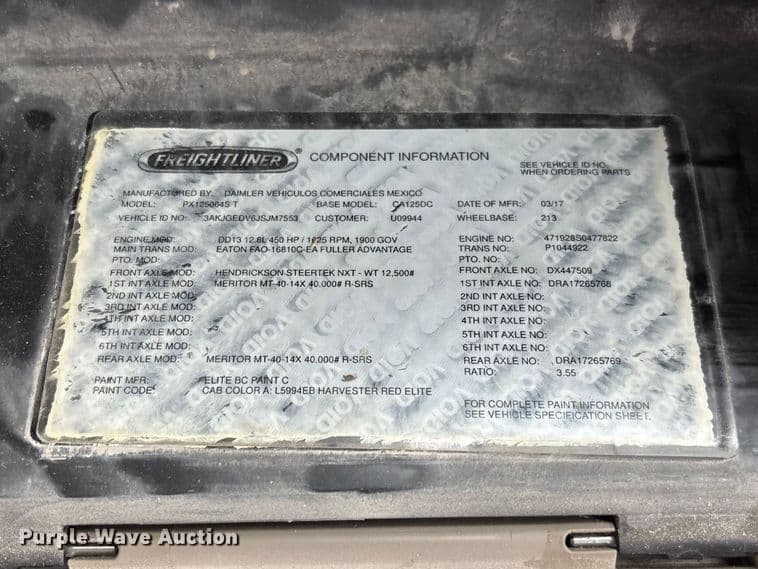 FREIGHTLINER® COMPONENT INFORMATION
SEE VEHICLE ID NO.
WHEN ORDERING PARTS
MANUFACTURED BY: DAIMLER VEHICULOS COMERCIALES MEXICO
MODEL: PX125064S T BASE MODEL: CA125DC DATE OF MFR: 03/17
VEHICLE ID NO: 3AKJGEDV6JSJM7553 CUSTOMER: U09944 WHEELBASE: 213
ENGINE MOD: DD13 12.8L 450 HP / 1625 RPM, 1900 GOV ENGINE NO: 471928S0477822
MAIN TRANS MOD: EATON FAO-16810C-EA FULLER ADVANTAGE TRANS NO: P1044922
PTO. MOD: PTO. NO:
FRONT AXLE MOD: HENDRICKSON STEERTEK NXT - WT 12,500# FRONT AXLE NO: DX447509
1ST INT AXLE MOD: MERITOR MT-40-14X 40,000# R-SRS 1ST INT AXLE NO: DRA17265768
2ND INT AXLE MOD: 2ND INT AXLE NO:
3RD INT AXLE MOD: 3RD INT AXLE NO:
4TH INT AXLE MOD: 4TH INT AXLE NO:
5TH INT AXLE MOD: 5TH INT AXLE NO:
6TH INT AXLE MOD: 6TH INT AXLE NO:
REAR AXLE MOD: MERITOR MT-40-14X 40,000# R-SRS REAR AXLE NO: DRA17265769
RATIO: 3.55
PAINT MFR: ELITE BC PAINT C
PAINT CODE: CAB COLOR A: L5994EB HARVESTER RED ELITE
FOR COMPLETE PAINT INFORMATION
SEE VEHICLE SPECIFICATION SHEET.
Purple Wave Auction